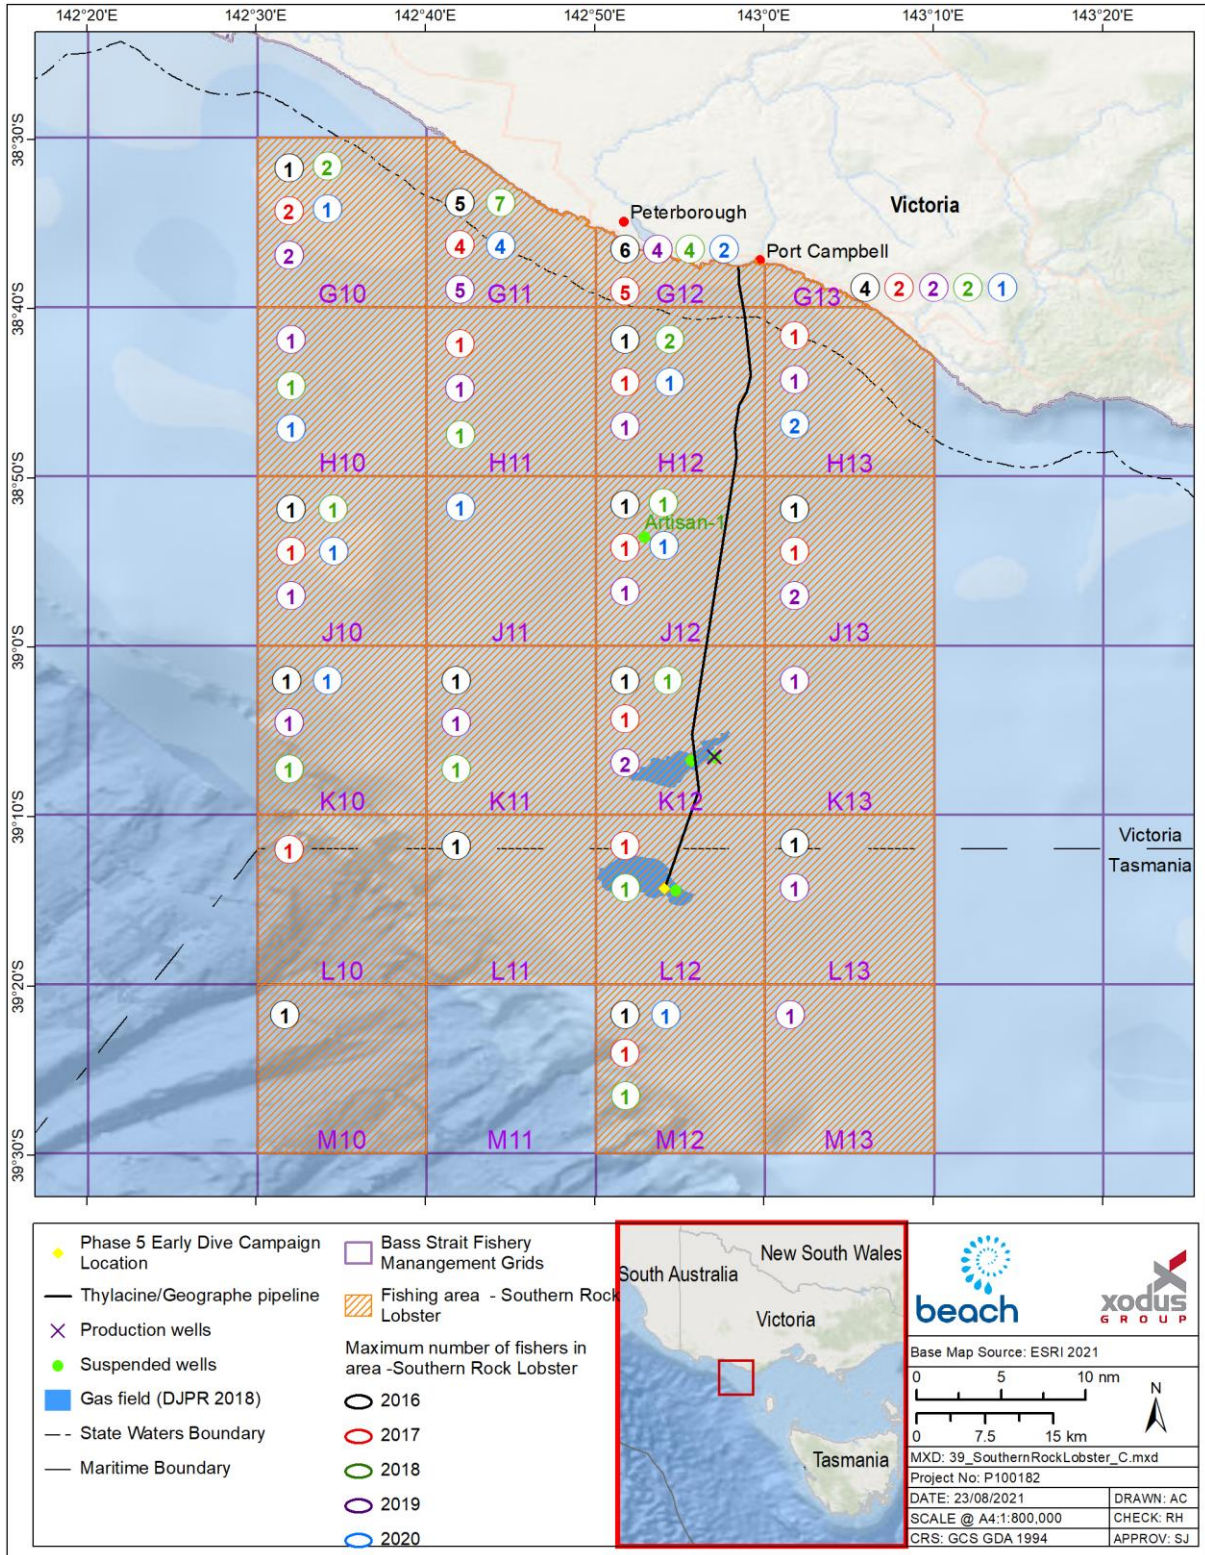 142°20'E 142°30'E 142°40'E 142°50'E 143°0'E 143°10'E 143°20'E
38°30'S
38°40'S
38°50'S
39°0'S
39°10'S
39°20'S
39°30'S
1 2
2 1
2
G10
5 7
4 4
5
G11
Peterborough
Victoria
6 4 4 2
5
G12
Port Campbell
4 2 2 2 1
G13
1
1
1
H10
1
1
1
H11
1 2
1 1
1
H12
1
1
2
H13
1 1
1 1
1
J10
1
J11
1 1
Artisan-1
1 1
1
J12
1
1
2
J13
1 1
1
1
K10
1
1
1
K11
1 1
1
2
K12
1
K13
1
L10
1
L11
1
1
L12
1
1
L13
Victoria
Tasmania
1
M10
M11
1 1
1
1
M12
1
M13
Phase 5 Early Dive Campaign
Location
Thylacine/Geographe pipeline
Production wells
Suspended wells
Gas field (DJPR 2018)
State Waters Boundary
Maritime Boundary
Bass Strait Fishery
Manangement Grids
Fishing area - Southern Rock
Lobster
Maximum number of fishers in
area -Southern Rock Lobster
2016
2017
2018
2019
2020
New South Wales
South Australia
Victoria
Tasmania
beach
xodus
GROUP
Base Map Source: ESRI 2021
0 5 10 nm
N
0 7.5 15 km
MXD: 39_SouthernRockLobster_C.mxd
Project No: P100182
DATE: 23/08/2021 DRAWN: AC
SCALE @ A4:1:800,000 CHECK: RH
CRS: GCS GDA 1994 APPROV: SJ